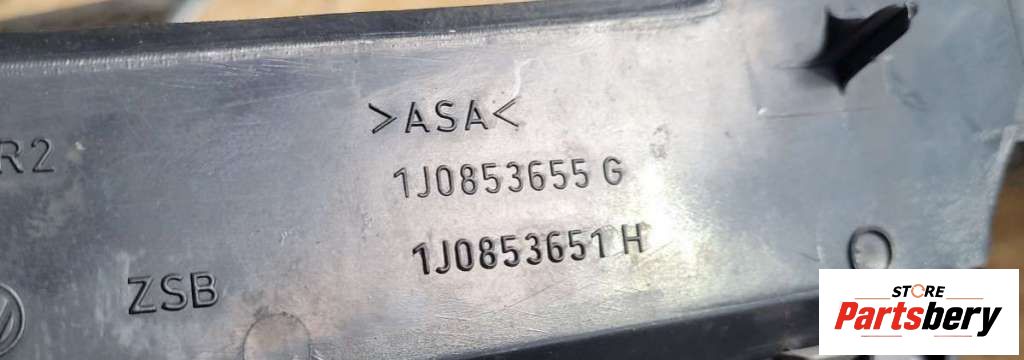 >ASA<
R2
1J0853655 G
1J0853651 H
ZSB
STORE
Partsbery